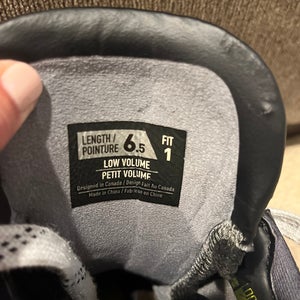 LENGTH / POINTURE 6.5 FIT 1
LOW VOLUME
PETIT VOLUME
Designed in Canada / Design Fait Au Canada
Made in China / Fabriqué en Chine